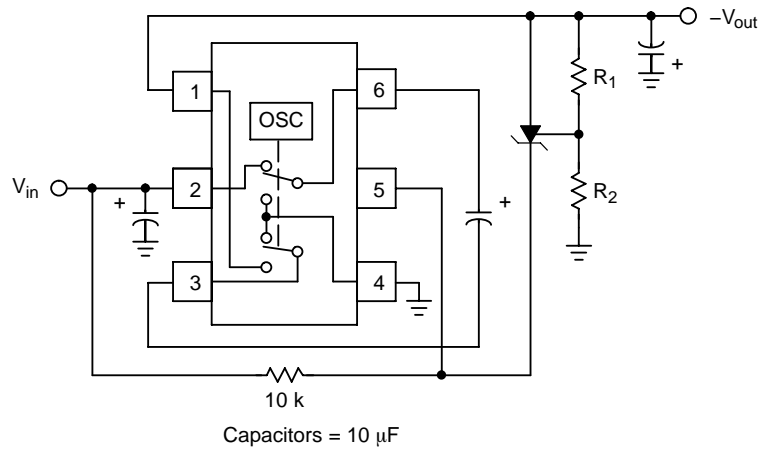 –Vout
+
R1
1
6
OSC
Vin
+
2
5
+
R2
3
4
10 k
Capacitors = 10 μF